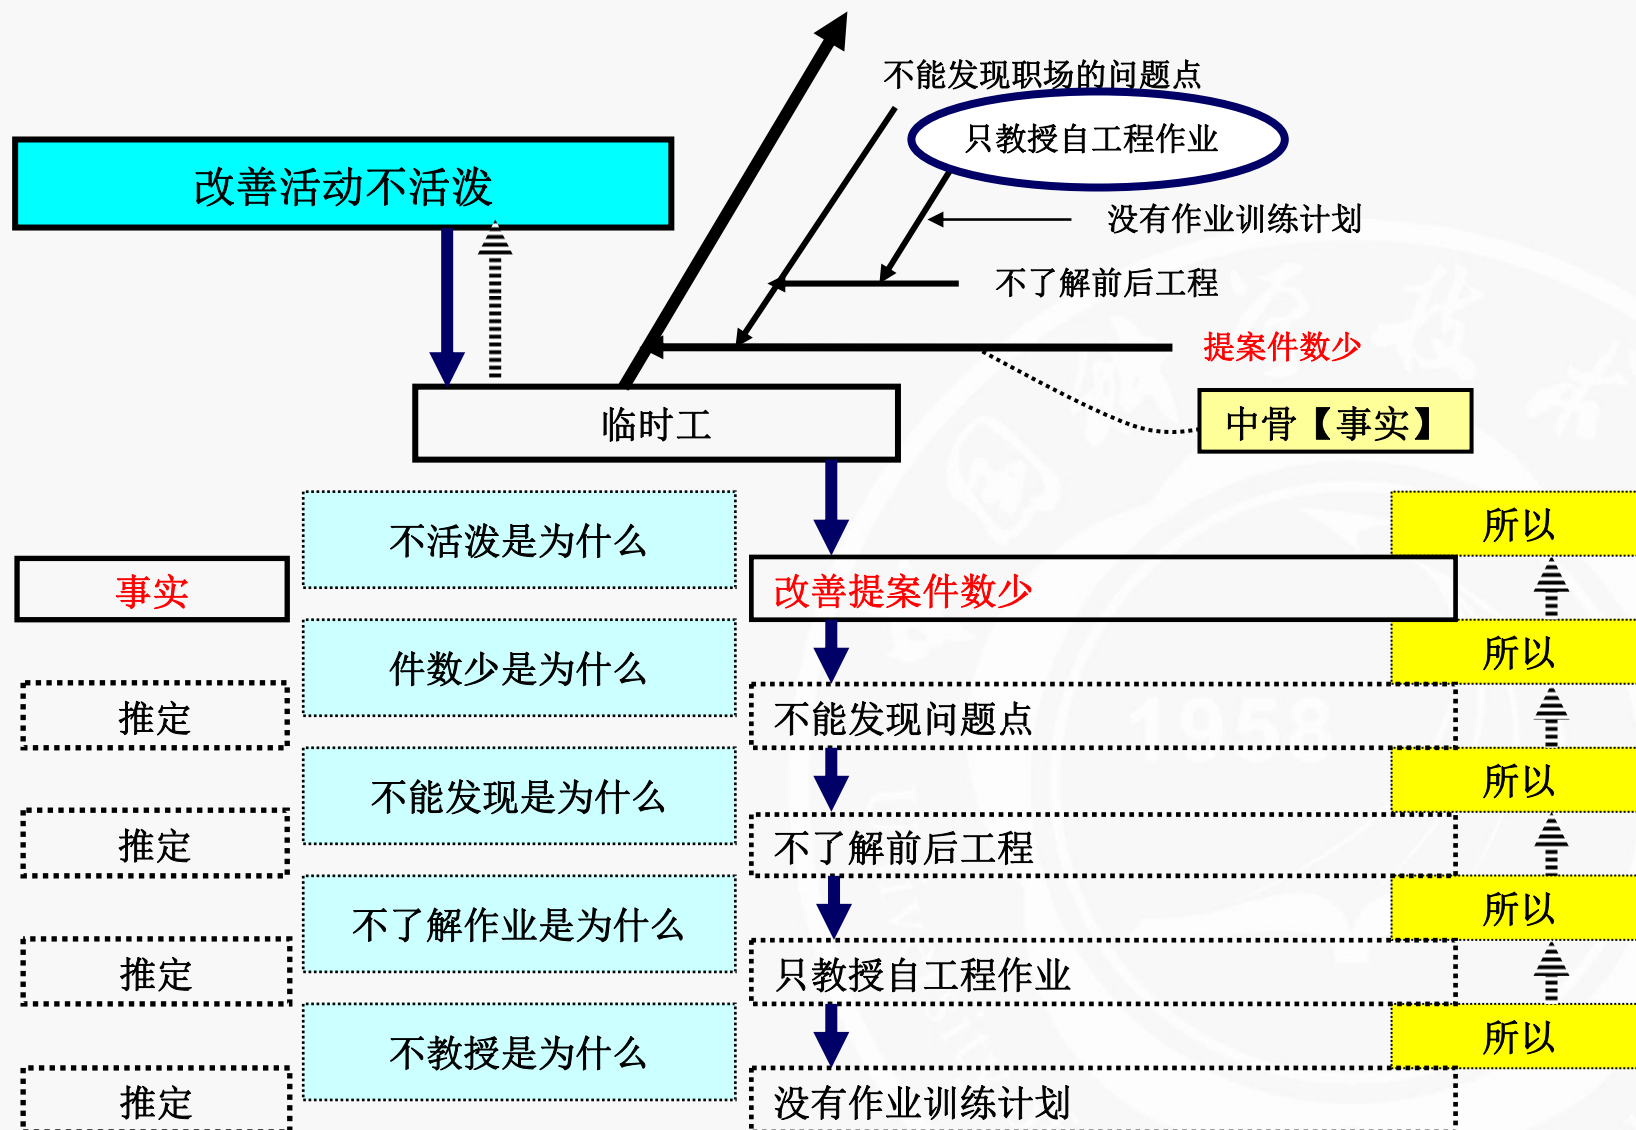 不能发现职场的问题点
只教授自工程作业
改善活动不活泼
没有作业训练计划
不了解前后工程
提案件数少
临时工
中骨【事实】
不活泼是为什么
所以
事实
改善提案件数少
件数少是为什么
所以
推定
不能发现问题点
不能发现是为什么
所以
推定
不了解前后工程
不了解作业是为什么
所以
推定
只教授自工程作业
不教授是为什么
所以
推定
没有作业训练计划
1958